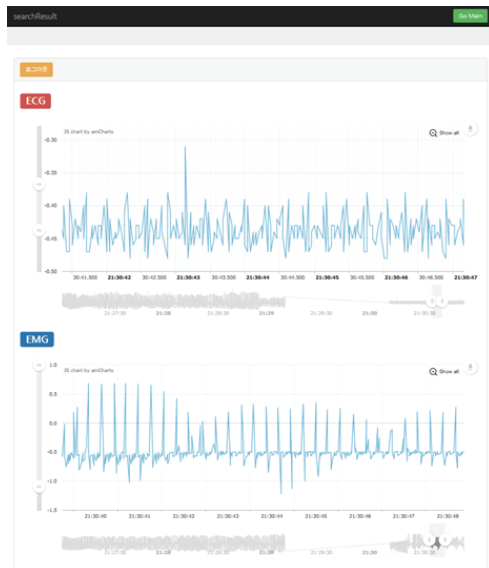 searchResult
Go Main
로그아웃
ECG
JS chart by amCharts
Show all
-0.30
-0.35
-0.40
-0.45
-0.50
30:41.500 21:30:42 30:42.500 21:30:43 30:43.500 21:30:44 30:44.500 21:30:45 30:45.500 21:30:46 30:46.500 21:30:47
21:27:30 21:28 21:28:30 21:29 21:29:30 21:30 21:30:30
EMG
JS chart by amCharts
Show all
1.0
0.5
0.0
-0.5
-1.0
-1.5
21:30:40 21:30:41 21:30:42 21:30:43 21:30:44 21:30:45 21:30:46 21:30:47 21:30:48
21:27:30 21:28 21:28:30 21:29 21:29:30 21:30 21:30:30